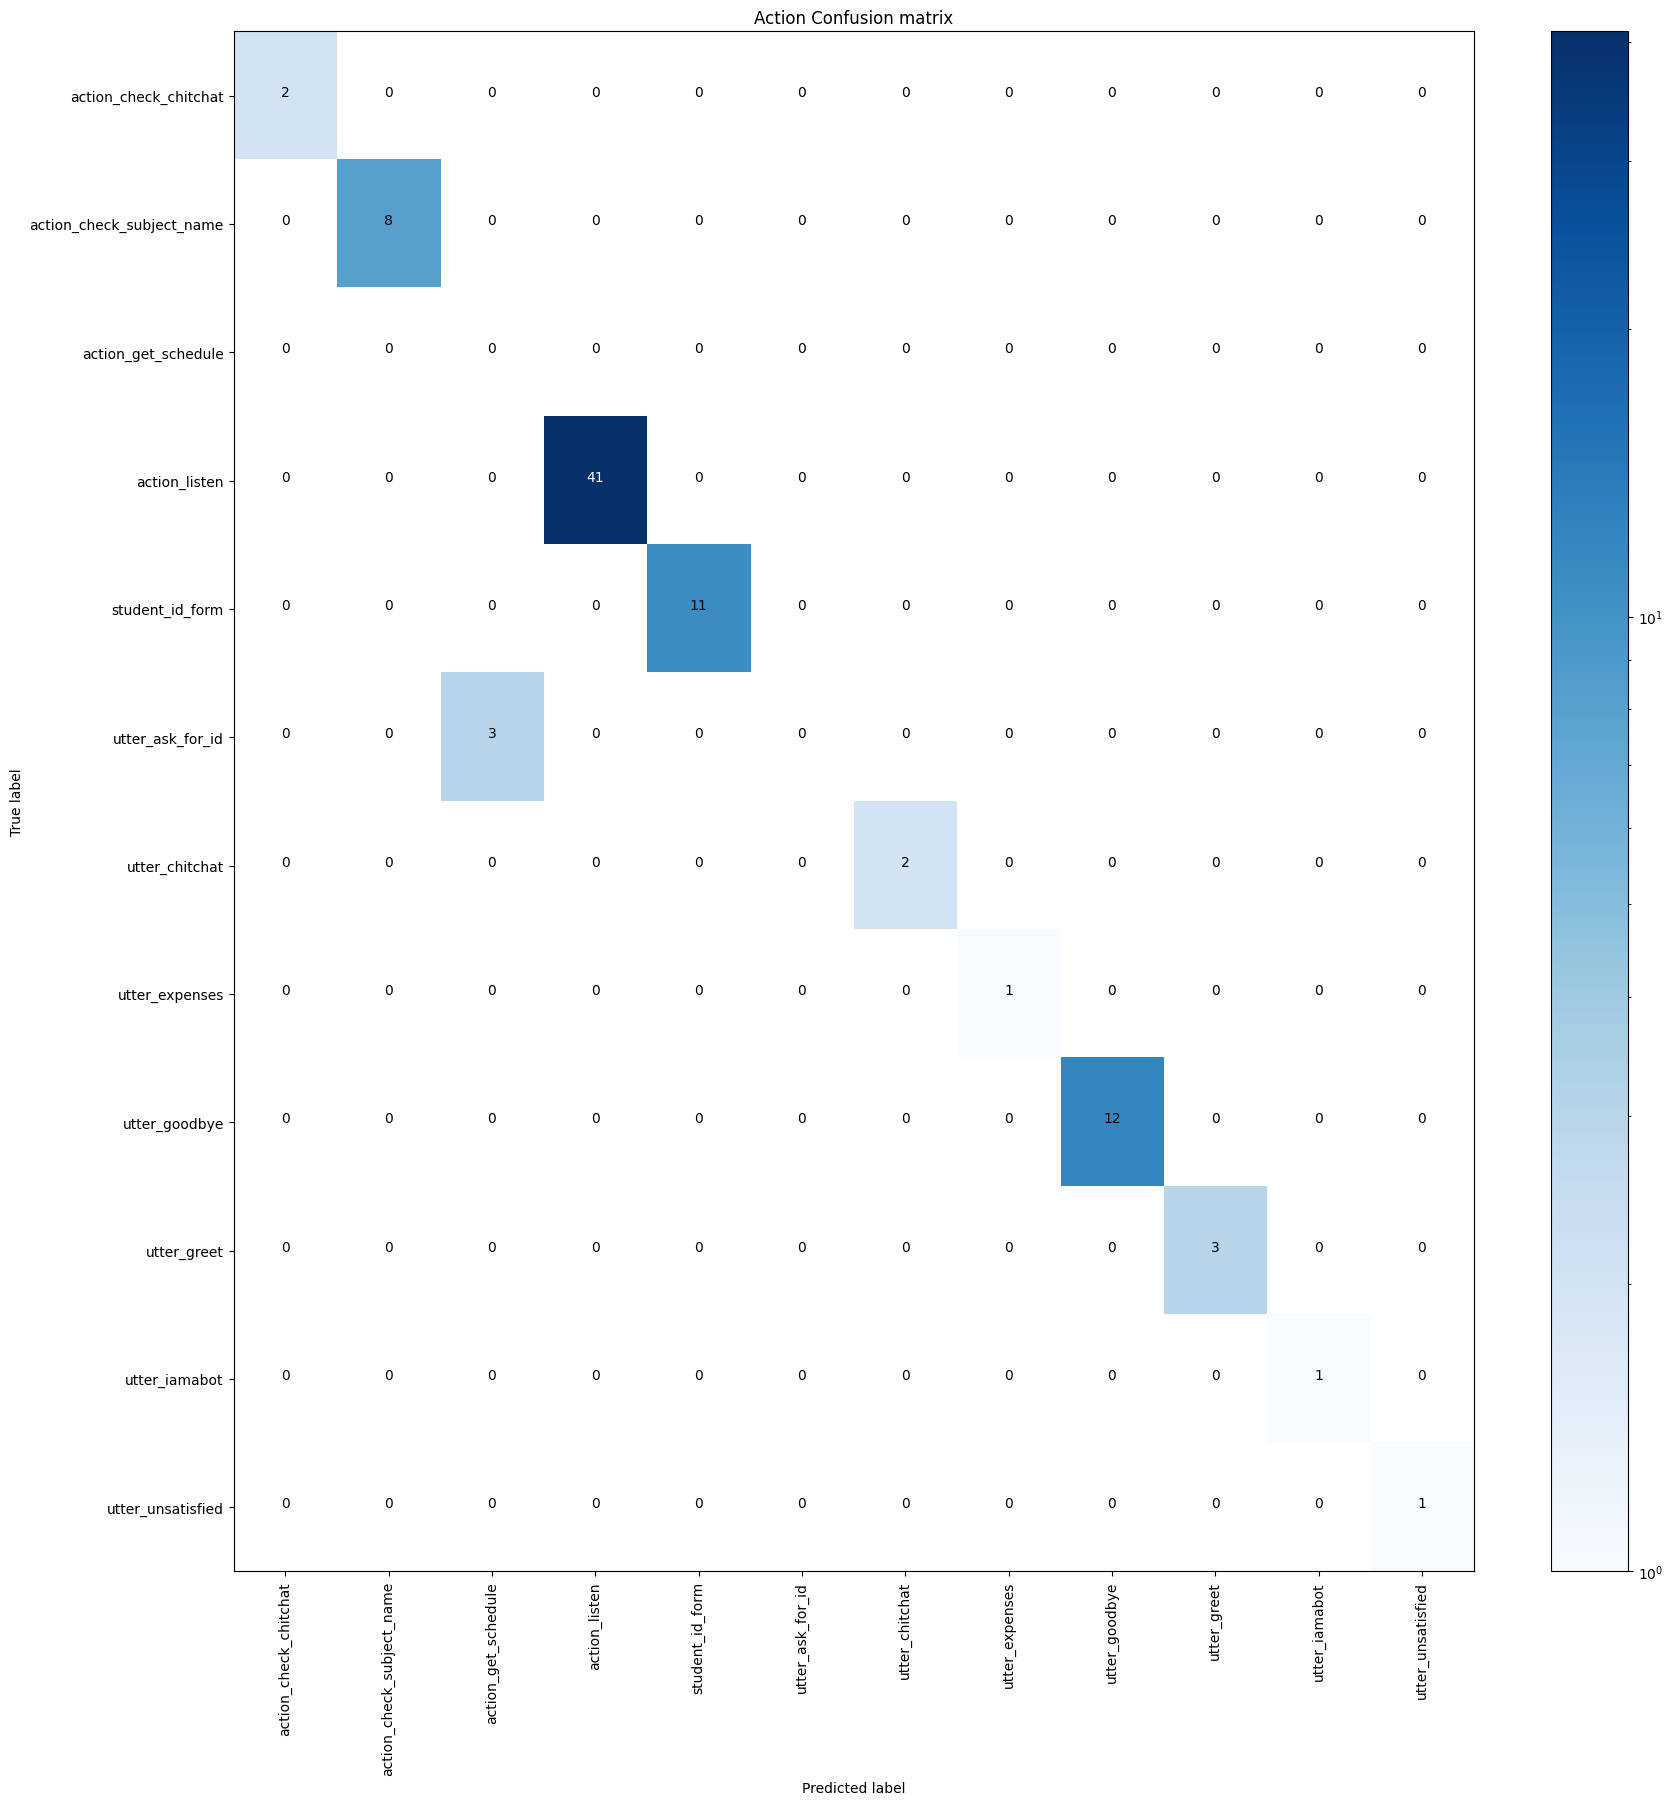 Action Confusion matrix
action_check_chitchat 2 0 0 0 0 0 0 0 0 0 0 0
action_check_subject_name 0 8 0 0 0 0 0 0 0 0 0 0
action_get_schedule 0 0 0 0 0 0 0 0 0 0 0 0
action_listen 0 0 0 41 0 0 0 0 0 0 0 0
student_id_form 0 0 0 0 11 0 0 0 0 0 0 0
10¹
utter_ask_for_id 0 0 3 0 0 0 0 0 0 0 0 0
True label
utter_chitchat 0 0 0 0 0 0 2 0 0 0 0 0
utter_expenses 0 0 0 0 0 0 0 1 0 0 0 0
utter_goodbye 0 0 0 0 0 0 0 0 12 0 0 0
utter_greet 0 0 0 0 0 0 0 0 0 3 0 0
utter_iamabot 0 0 0 0 0 0 0 0 0 0 1 0
utter_unsatisfied 0 0 0 0 0 0 0 0 0 0 0 1
10⁰
action_check_chitchat
action_check_subject_name
action_get_schedule
action_listen
student_id_form
utter_ask_for_id
utter_chitchat
utter_expenses
utter_goodbye
utter_greet
utter_iamabot
utter_unsatisfied
Predicted label